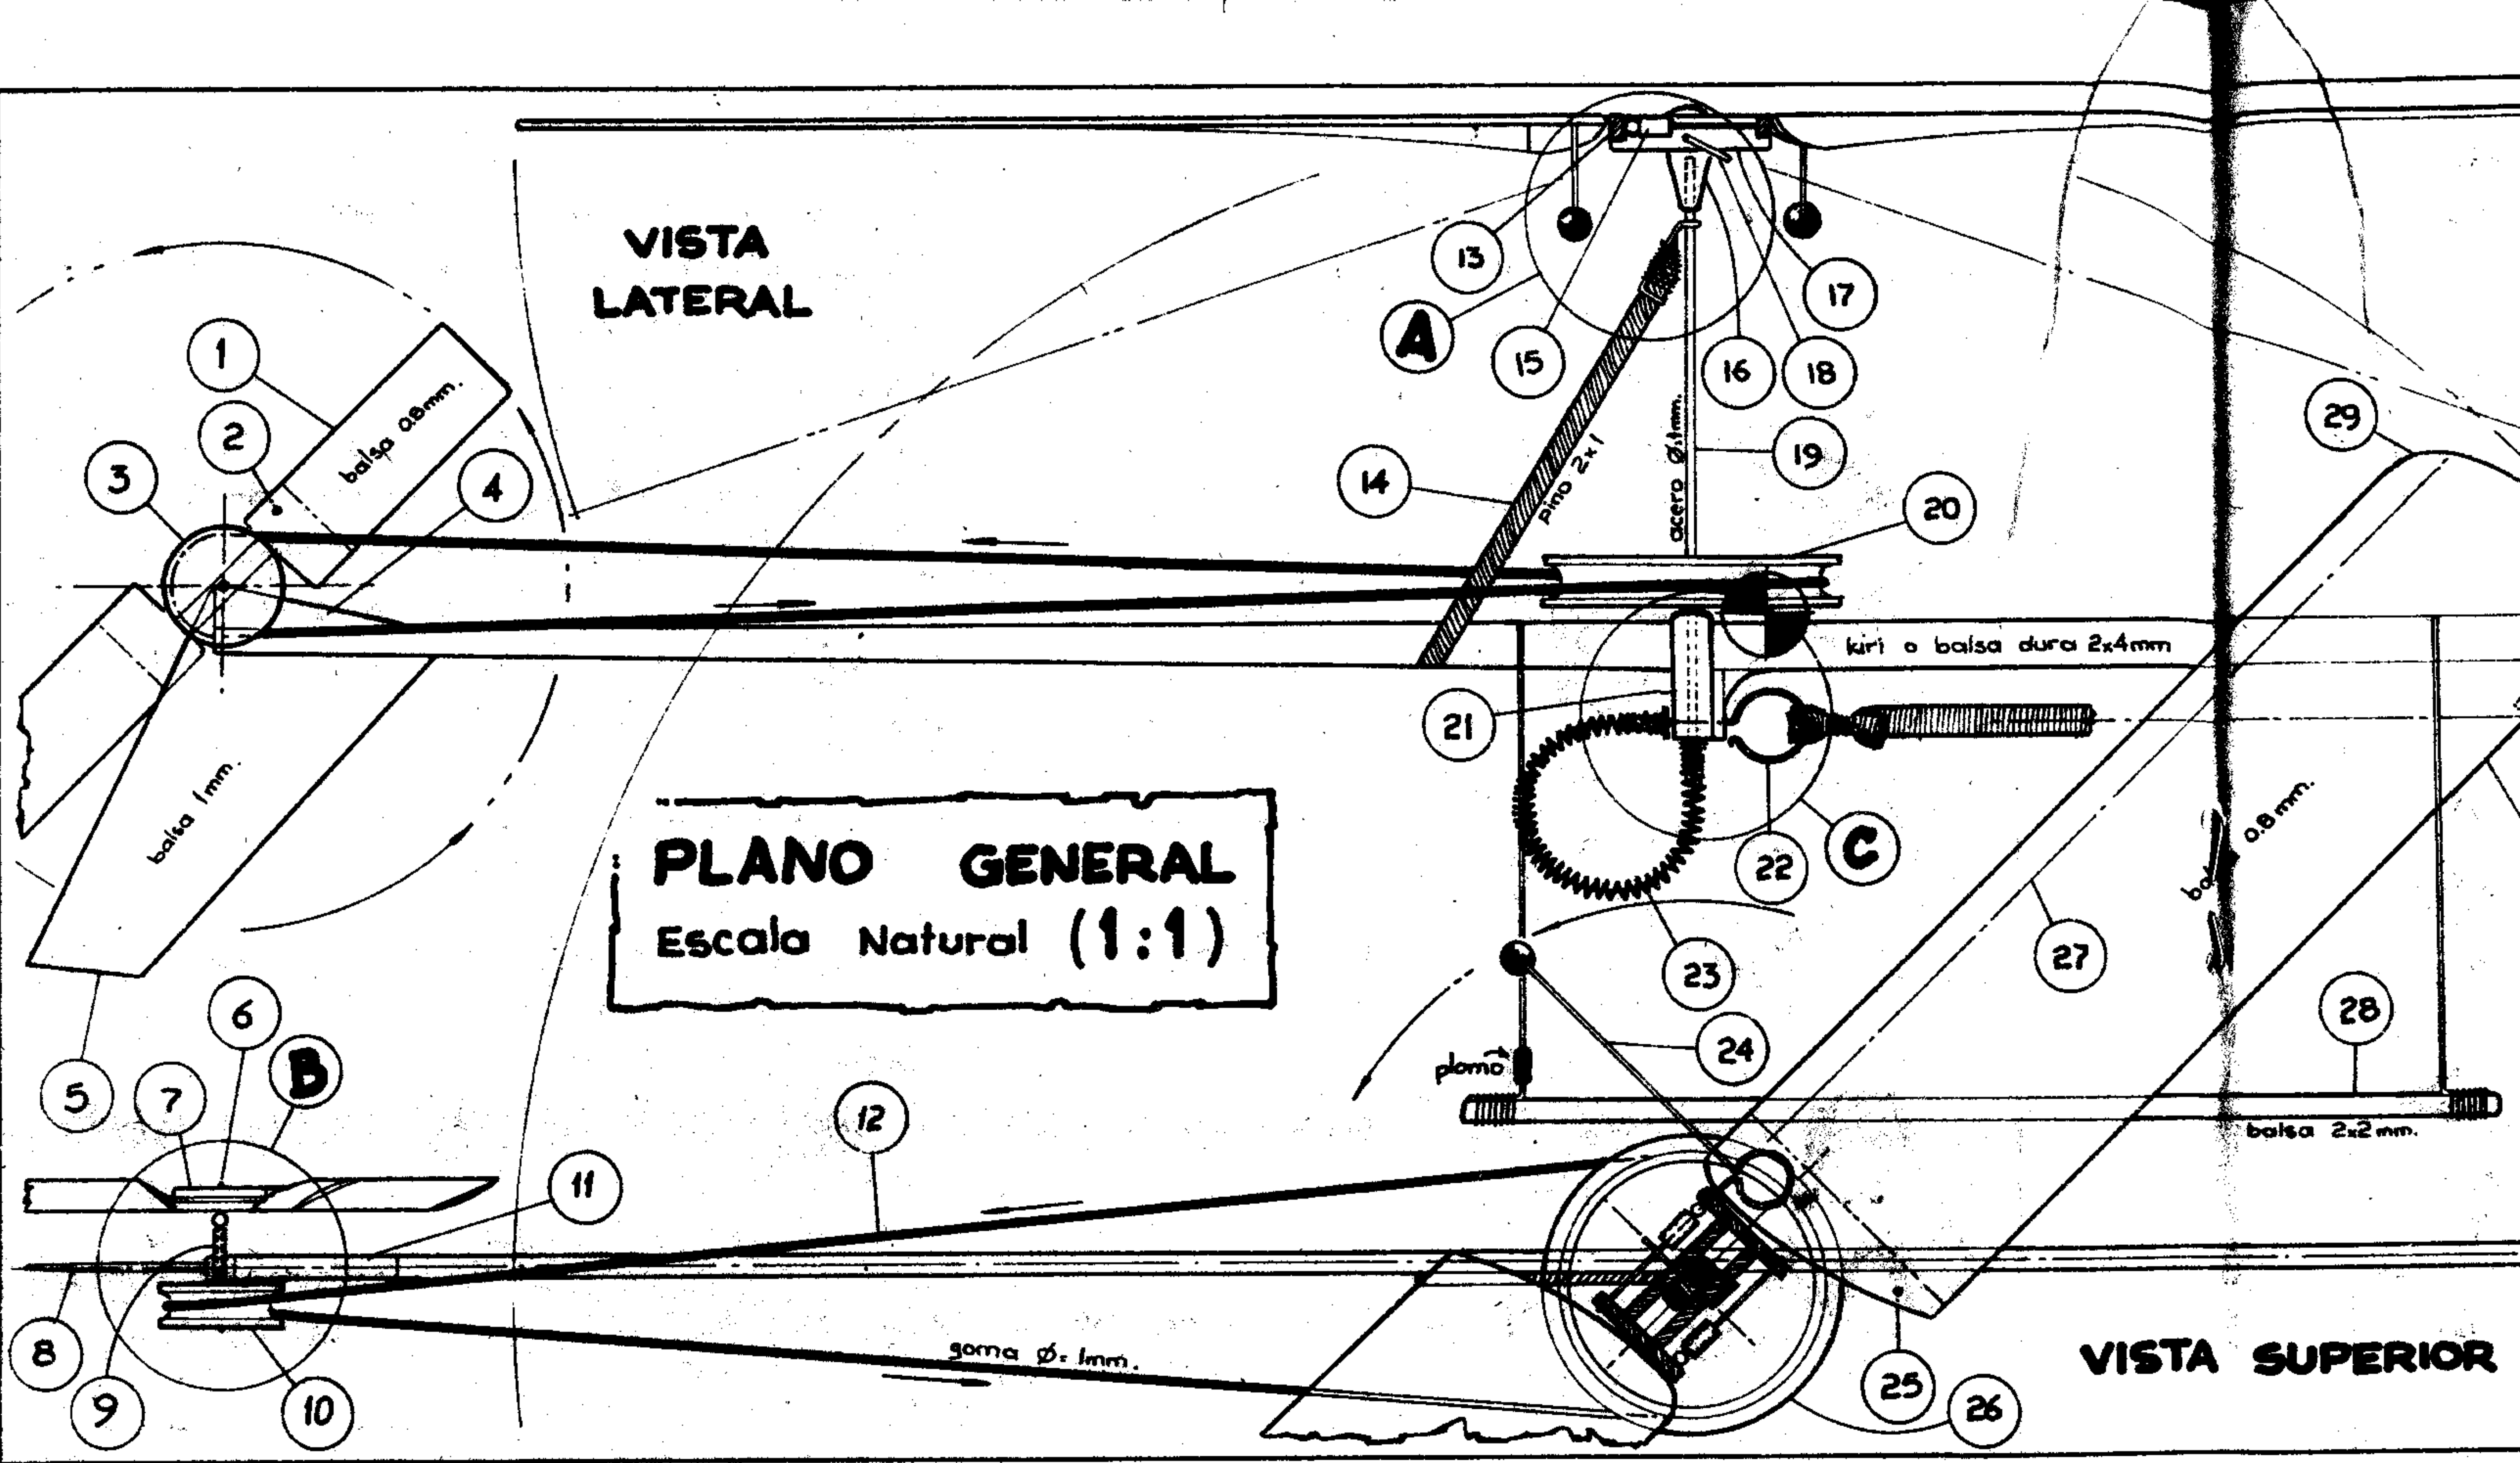 VISTA
LATERAL
13
17
A
15
16
18
1
balsa 0.8mm.
2
3
4
29
acero Ø.1mm.
19
14
pino 2x1
20
kiri o balsa dura 2x4mm
21
balsa 1mm.
0.8 mm.
PLANO GENERAL
Escala Natural (1:1)
22
C
23
27
24
28
plomo
6
B
5
7
12
balsa 2x2 mm.
11
8
goma Ø= 1mm.
VISTA SUPERIOR
9
10
25
26